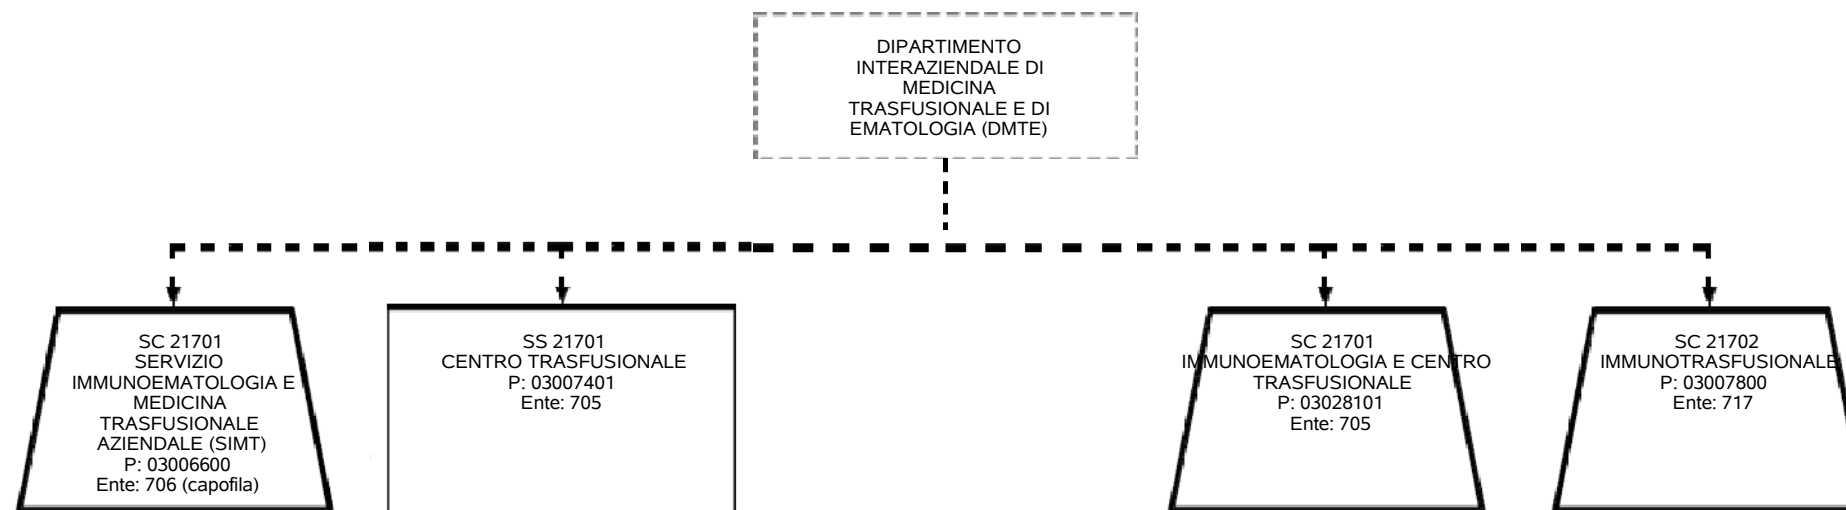 DIPARTIMENTO
INTERAZIENDALE DI
MEDICINA
TRASFUSIONALE E DI
EMATOLOGIA (DMTE)
SC 21701
SERVIZIO
IMMUNOEMATOLOGIA E
MEDICINA
TRASFUSIONALE
AZIENDALE (SIMT)
P: 03006600
Ente: 706 (capofila)
SS 21701
CENTRO TRASFUSIONALE
P: 03007401
Ente: 705
SC 21701
IMMUNOEMATOLOGIA E CENTRO
TRASFUSIONALE
P: 03028101
Ente: 705
SC 21702
IMMUNOTRASFUSIONALE
P: 03007800
Ente: 717